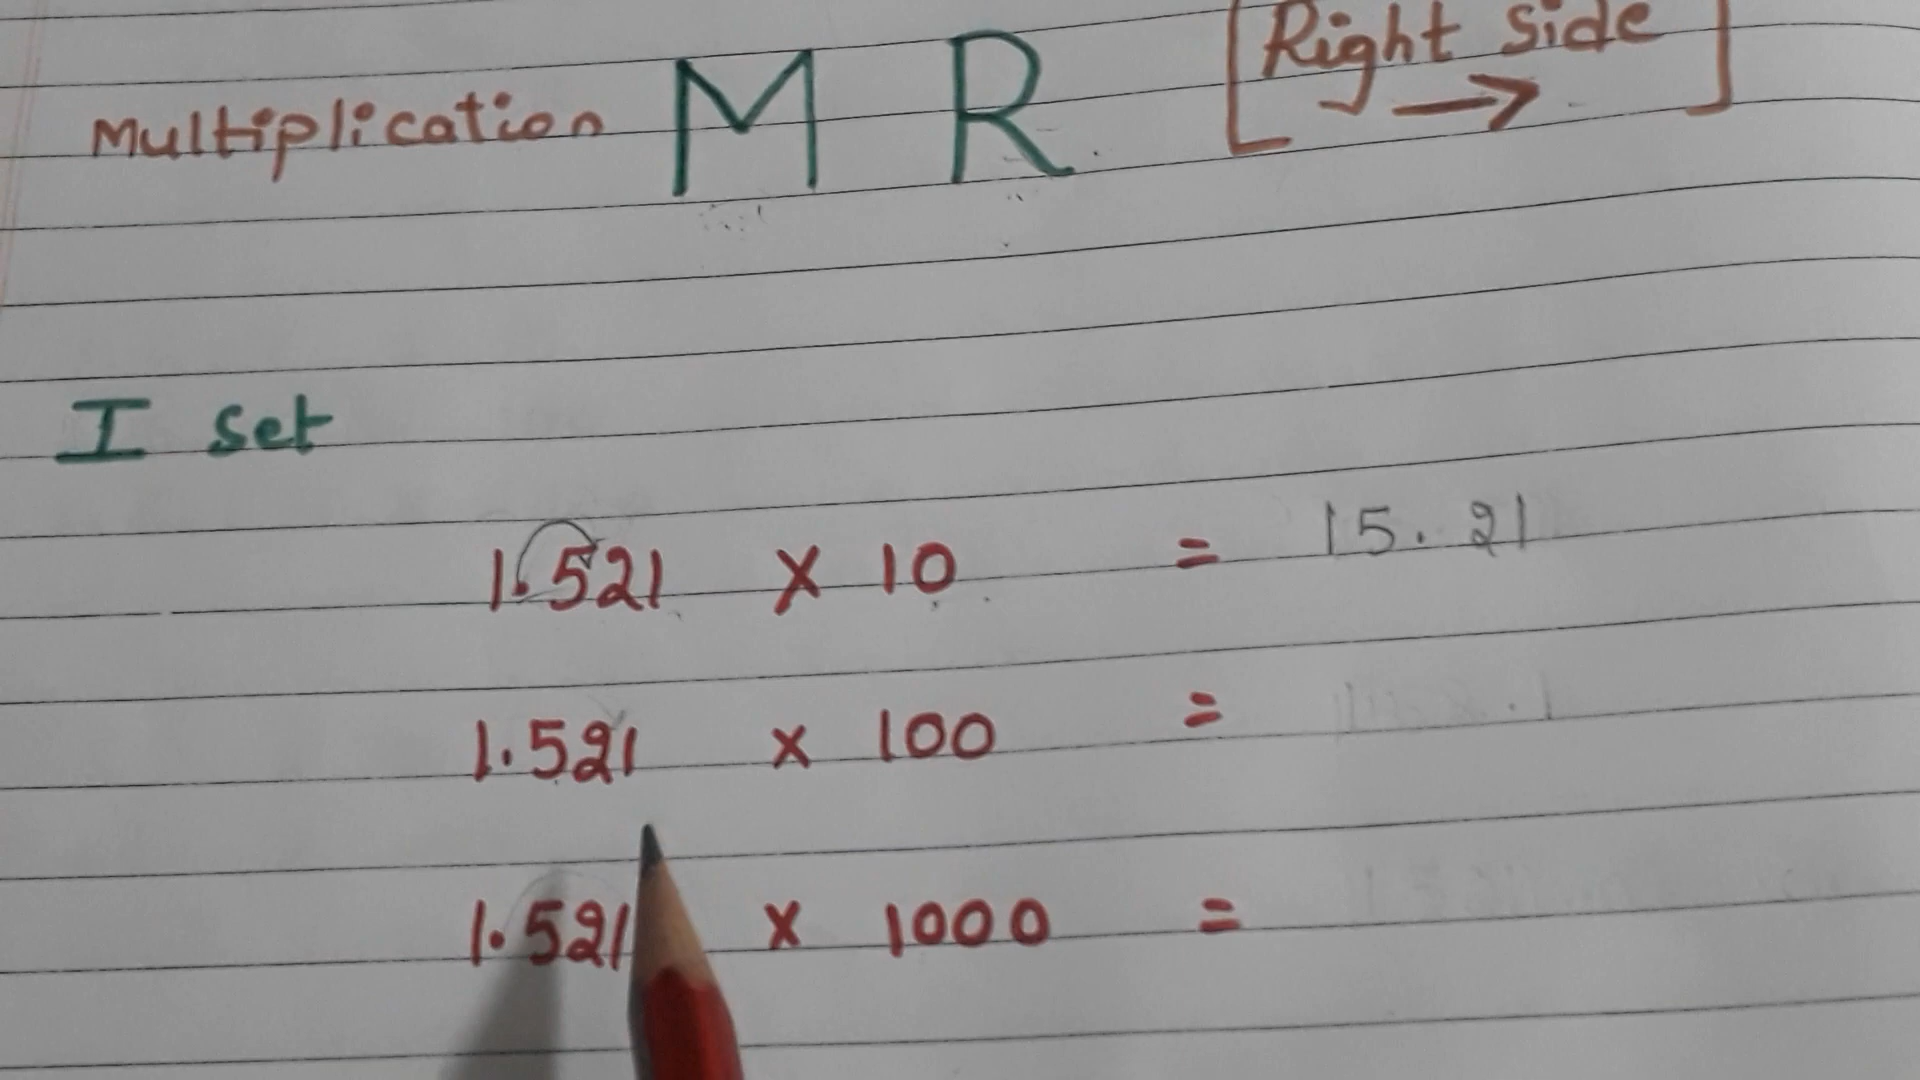 [Right side]
Multiplication M R →
I set
1.521 x 10 = 15.21
1.521 x 100 =
1.521 x 1000 =